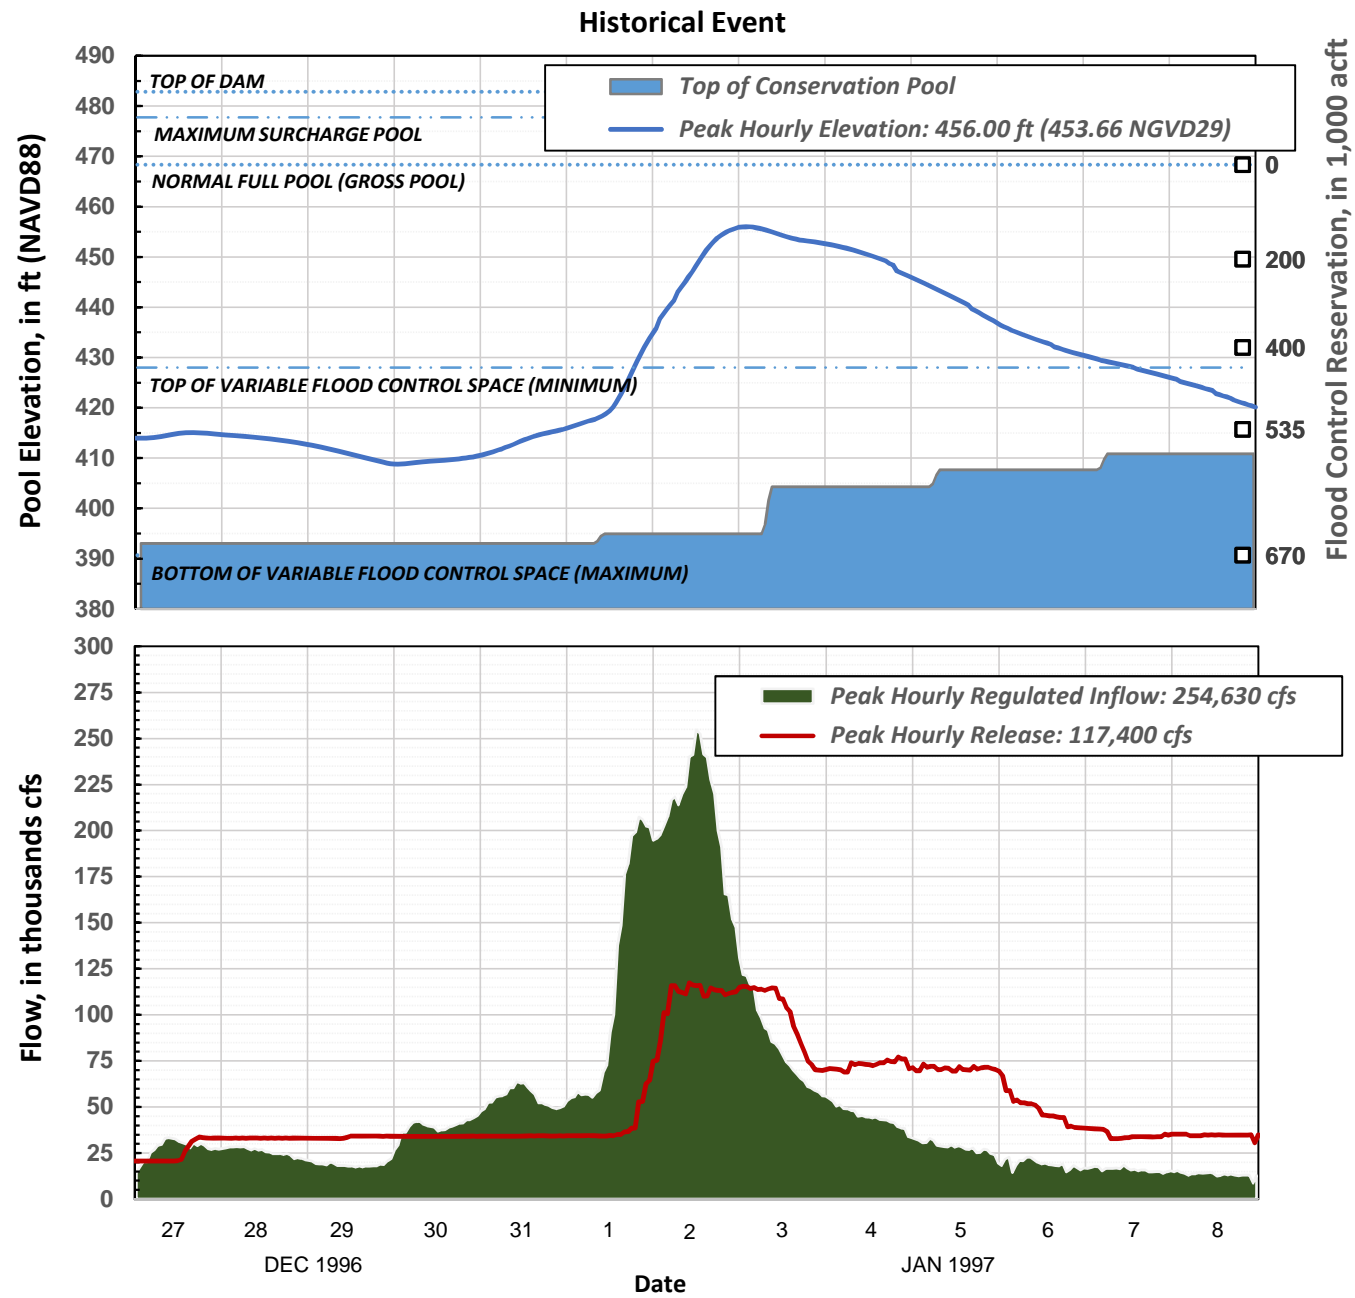 Historical Event
490
480
470
460
450
440
430
420
410
400
390
380
Pool Elevation, in ft (NAVD88)
TOP OF DAM
MAXIMUM SURCHARGE POOL
NORMAL FULL POOL (GROSS POOL)
TOP OF VARIABLE FLOOD CONTROL SPACE (MINIMUM)
BOTTOM OF VARIABLE FLOOD CONTROL SPACE (MAXIMUM)
Top of Conservation Pool
Peak Hourly Elevation: 456.00 ft (453.66 NGVD29)
0
200
400
535
670
Flood Control Reservation, in 1,000 acft
300
275
250
225
200
175
150
125
100
75
50
25
0
Flow, in thousands cfs
Peak Hourly Regulated Inflow: 254,630 cfs
Peak Hourly Release: 117,400 cfs
27 28 29 30 31 1 2 3 4 5 6 7 8
DEC 1996 JAN 1997
Date